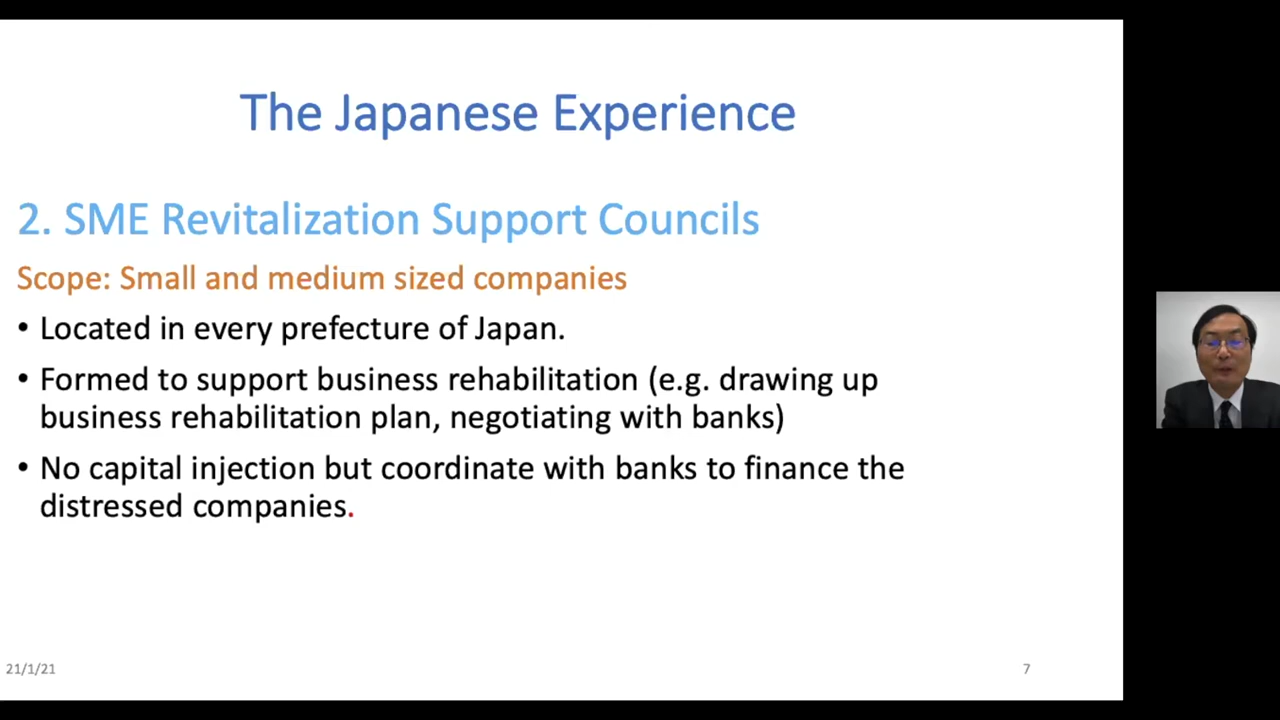 The Japanese Experience
2. SME Revitalization Support Councils
Scope: Small and medium sized companies
• Located in every prefecture of Japan.
• Formed to support business rehabilitation (e.g. drawing up
business rehabilitation plan, negotiating with banks)
• No capital injection but coordinate with banks to finance the
distressed companies.
21/1/21
7